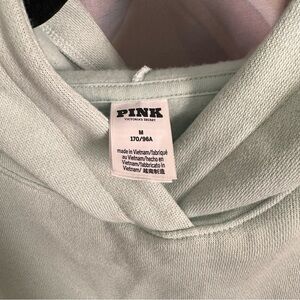 PINK
VICTORIA'S SECRET
M
170/96A
made in Vietnam/fabriqué
au Vietnam/hecho en
Vietnam/fabbricato in
Vietnam/ 越南制造